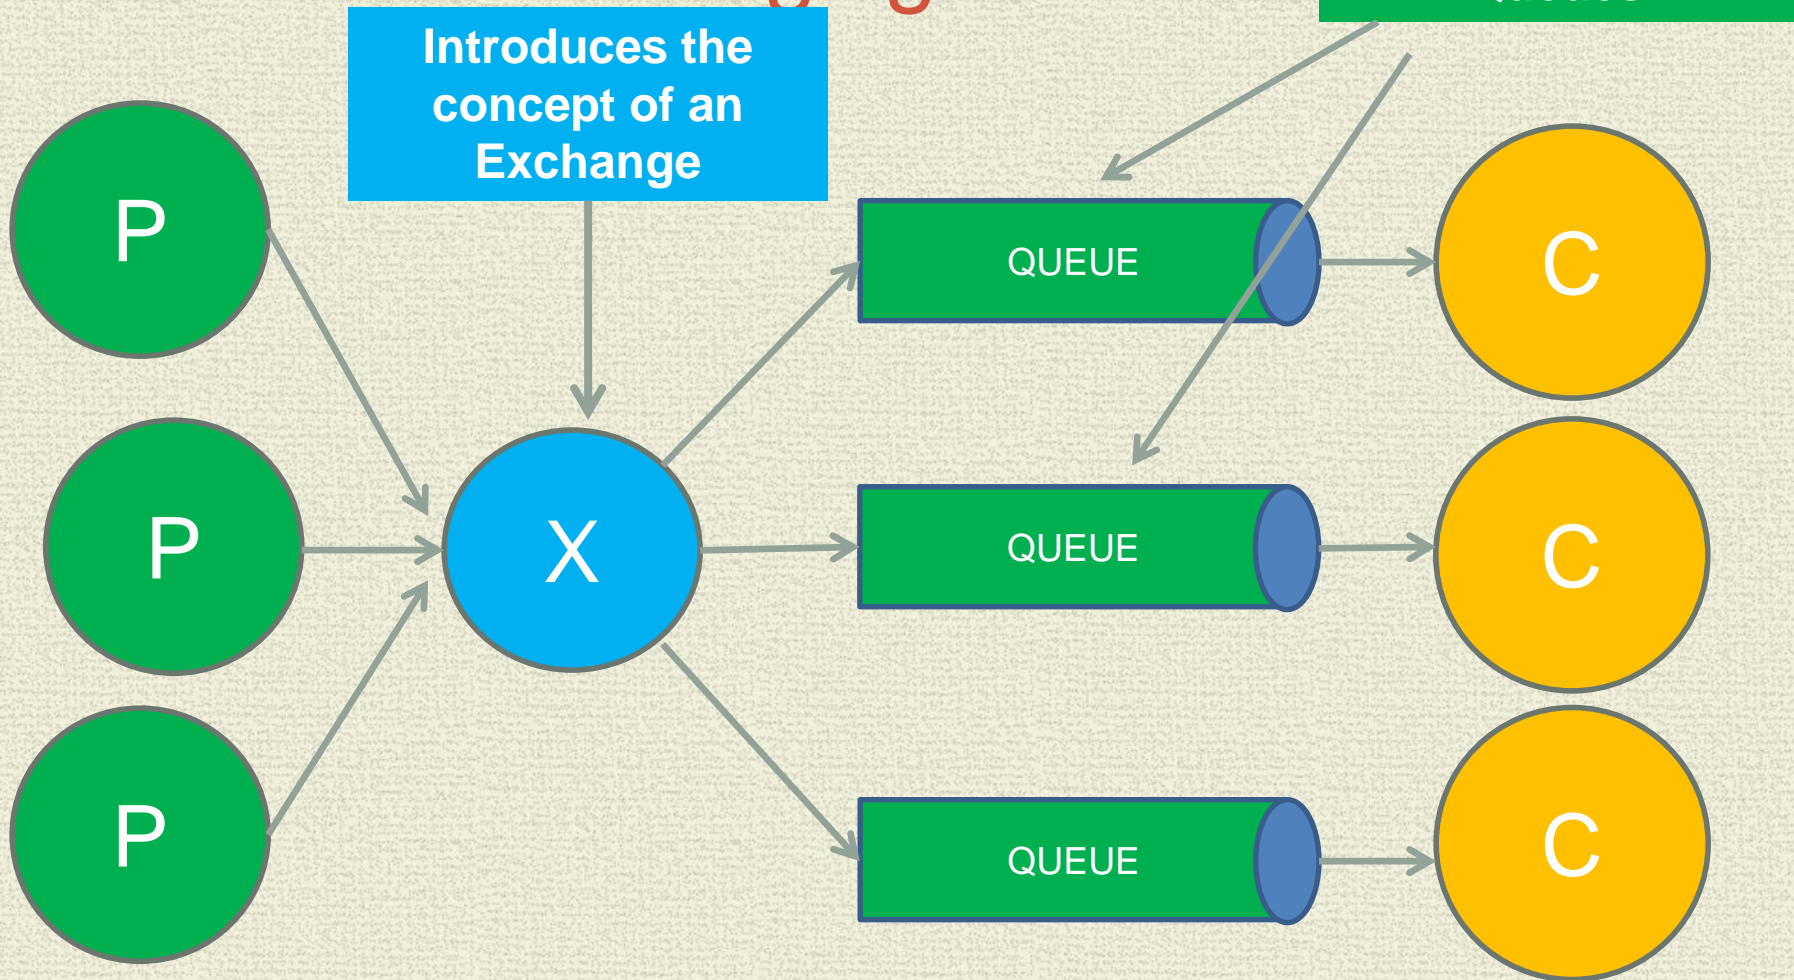 Introduces the
concept of an
Exchange
P
QUEUE
C
P
X
QUEUE
C
P
QUEUE
C